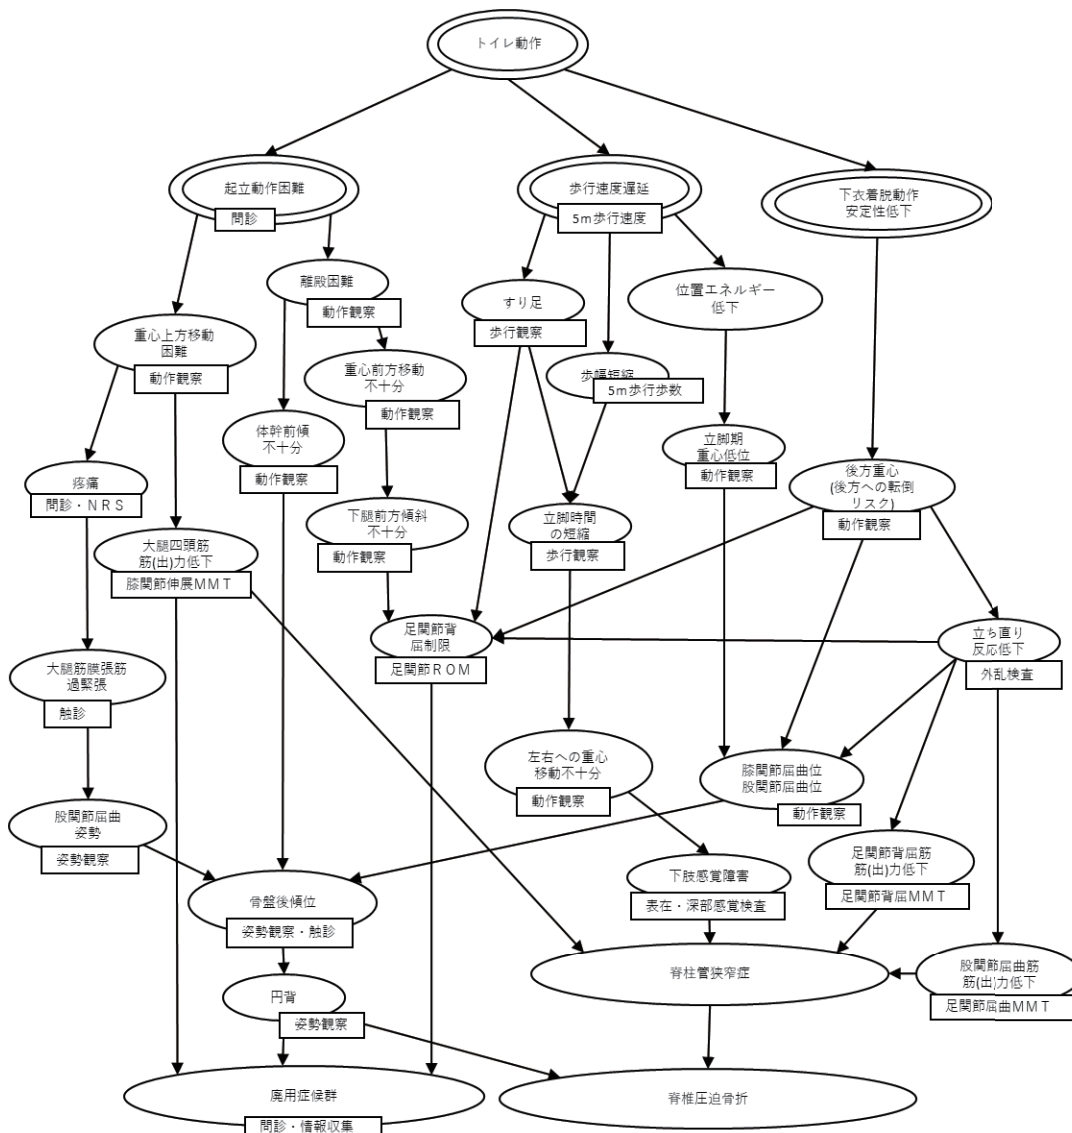 トイレ動作
起立動作困難
問診
歩行速度遅延
5m歩行速度
下衣着脱動作
安定性低下
離殿困難
動作観察
すり足
歩行観察
位置エネルギー
低下
重心上方移動
困難
動作観察
重心前方移動
不十分
動作観察
歩幅短縮
5m歩行歩数
体幹前傾
不十分
動作観察
立脚期
重心低位
動作観察
疼痛
問診・NRS
後方重心
(後方への転倒
リスク)
動作観察
下腿前方傾斜
不十分
動作観察
立脚時間
の短縮
歩行観察
大腿四頭筋
筋(出)力低下
膝関節伸展MMT
足関節背
屈制限
足関節ROM
立ち直り
反応低下
外乱検査
大腿筋膜張筋
過緊張
触診
左右への重心
移動不十分
動作観察
膝関節屈曲位
股関節屈曲位
動作観察
股関節屈曲
姿勢
姿勢観察
足関節背屈筋
筋(出)力低下
足関節背屈MMT
下肢感覚障害
表在・深部感覚検査
骨盤後傾位
姿勢観察・触診
脊柱管狭窄症
股関節屈曲筋
筋(出)力低下
足関節屈曲MMT
円背
姿勢観察
廃用症候群
問診・情報収集
脊椎圧迫骨折